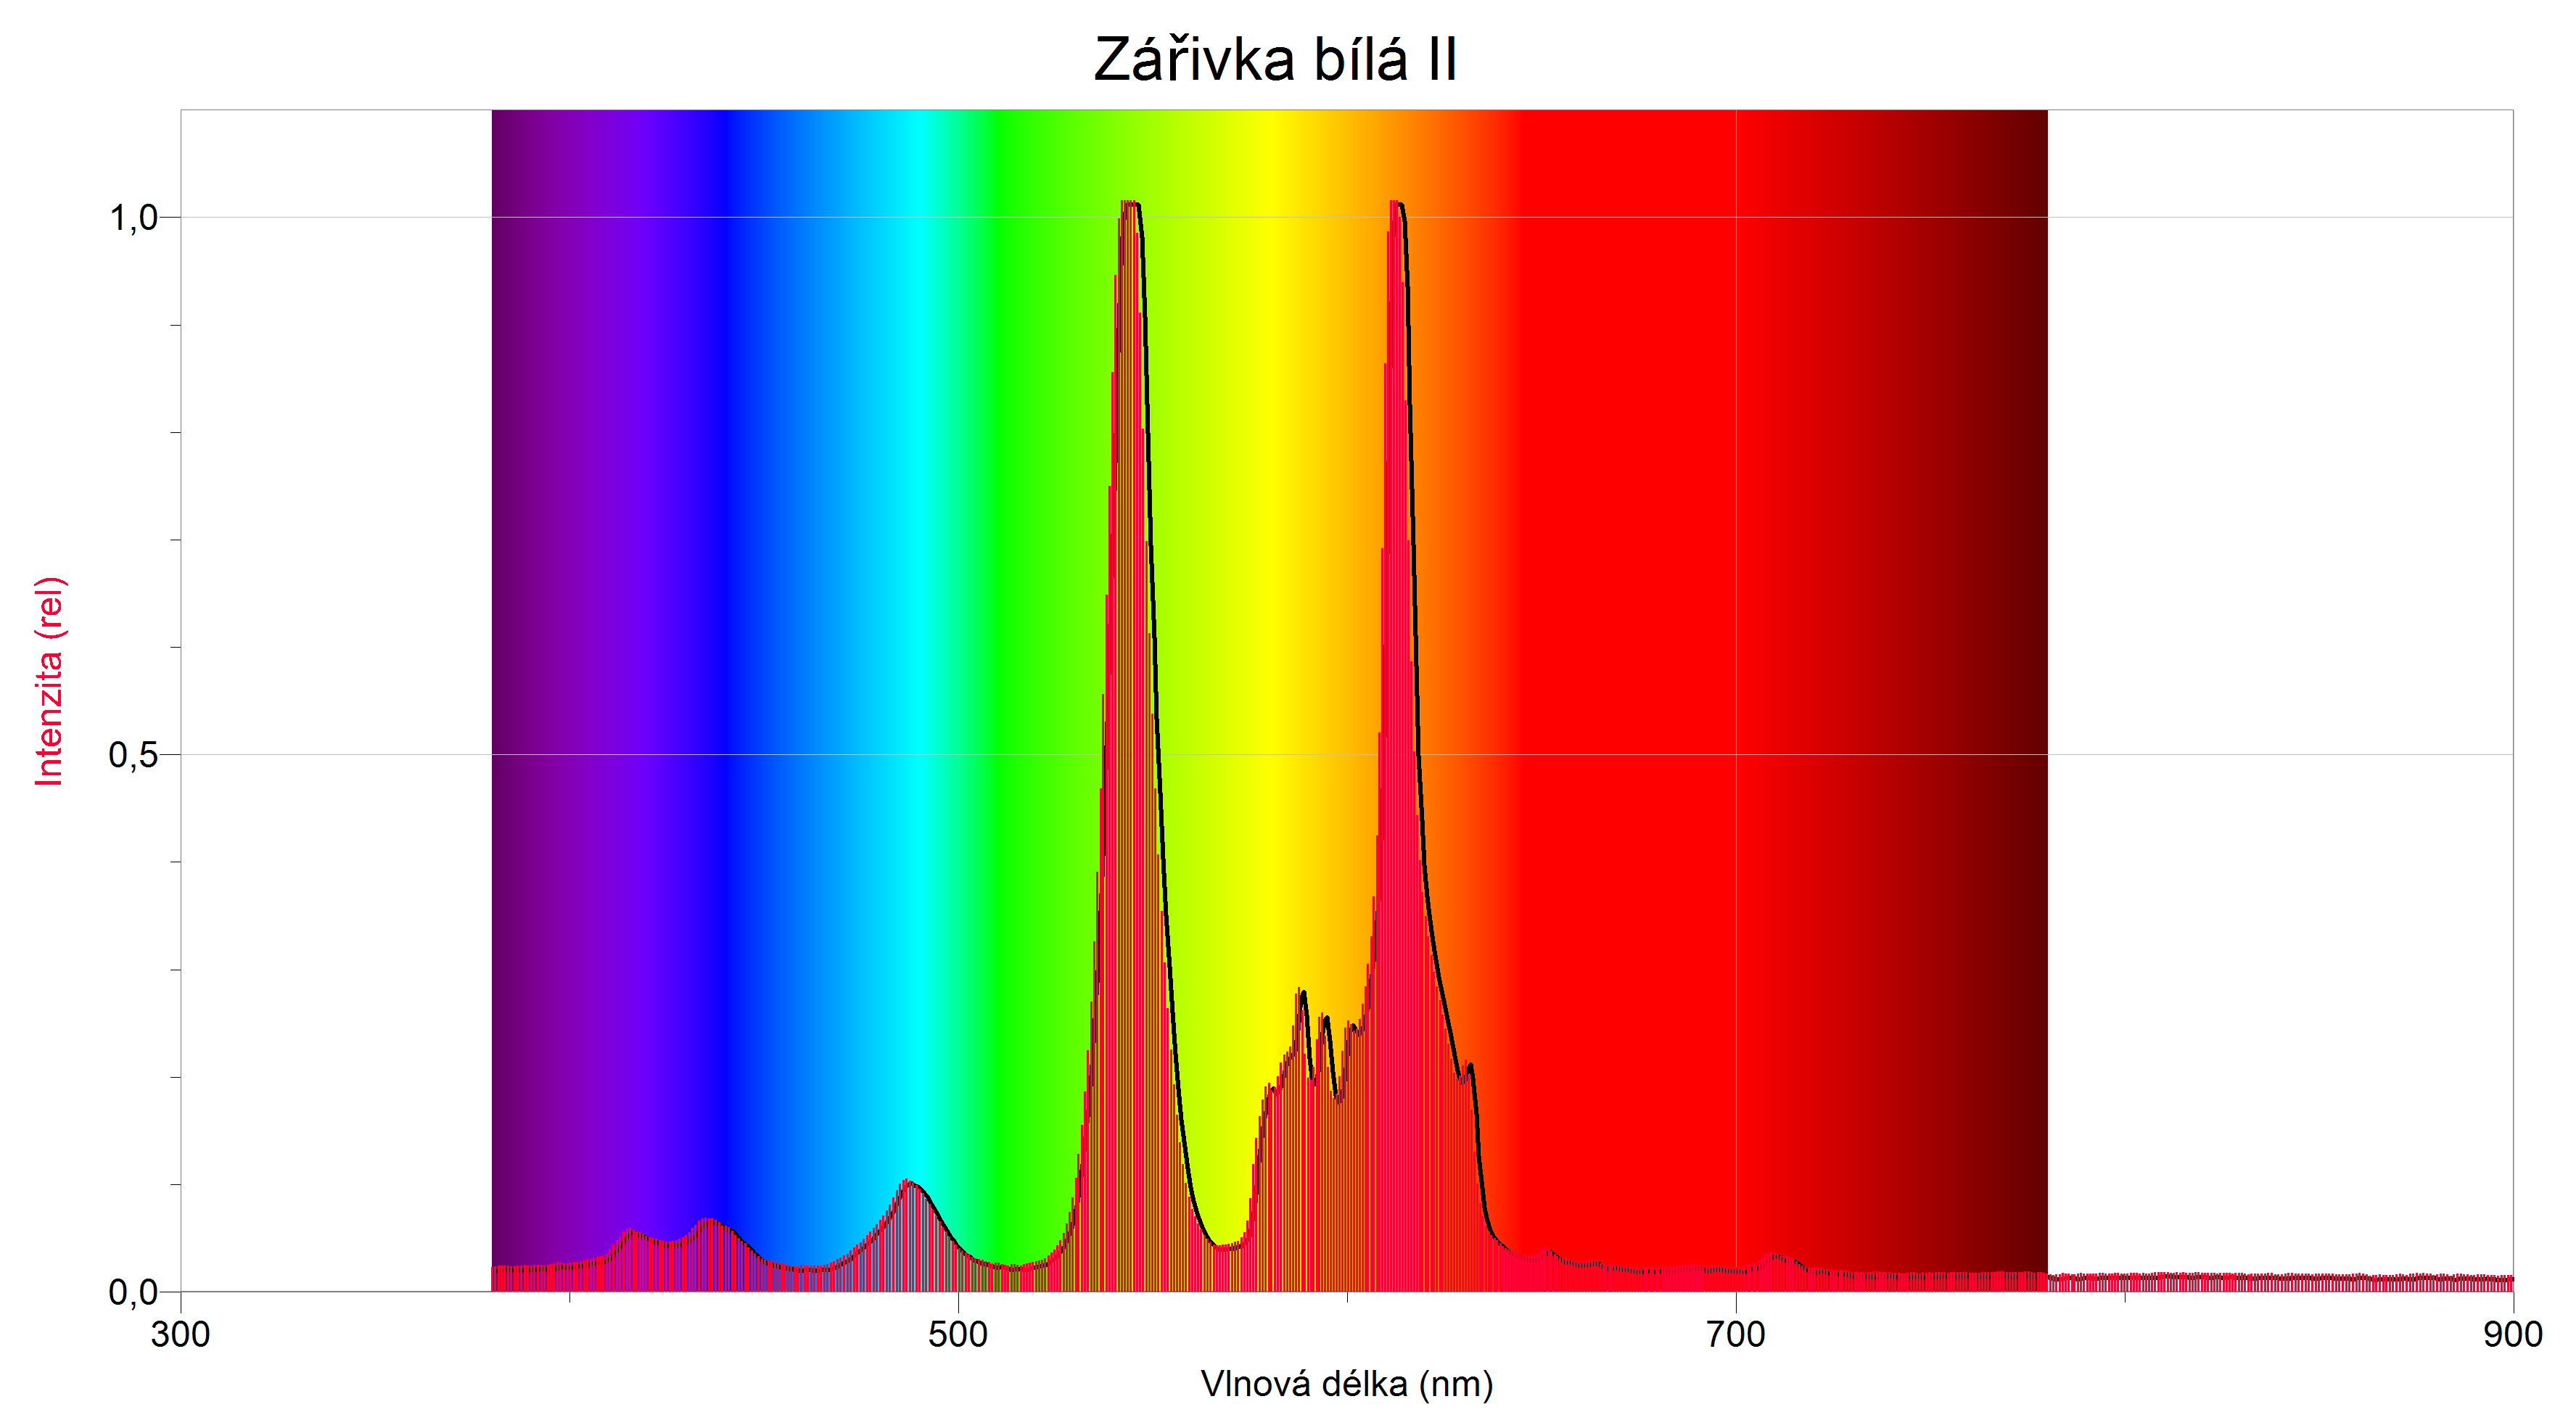 Zářivka bílá II
1,0
0,5
0,0
Intenzita (rel)
300 500 700 900
Vlnová délka (nm)